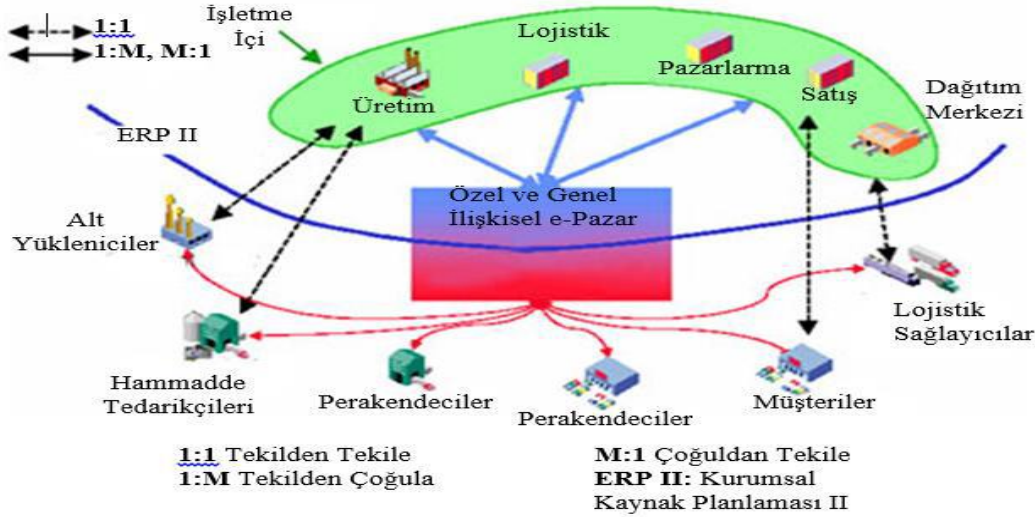 1:1
1:M, M:1
İşletme
İçi
Lojistik
Pazarlarma
Üretim
Satış
Dağıtım
Merkezi
ERP II
Özel ve Genel
İlişkisel e-Pazar
Alt
Yükleniciler
Lojistik
Sağlayıcılar
Hammadde
Tedarikçileri
Perakendeciler
Perakendeciler
Müşteriler
1:1 Tekilden Tekile
1:M Tekilden Çoğula
M:1 Çoğuldan Tekile
ERP II: Kurumsal
Kaynak Planlaması II